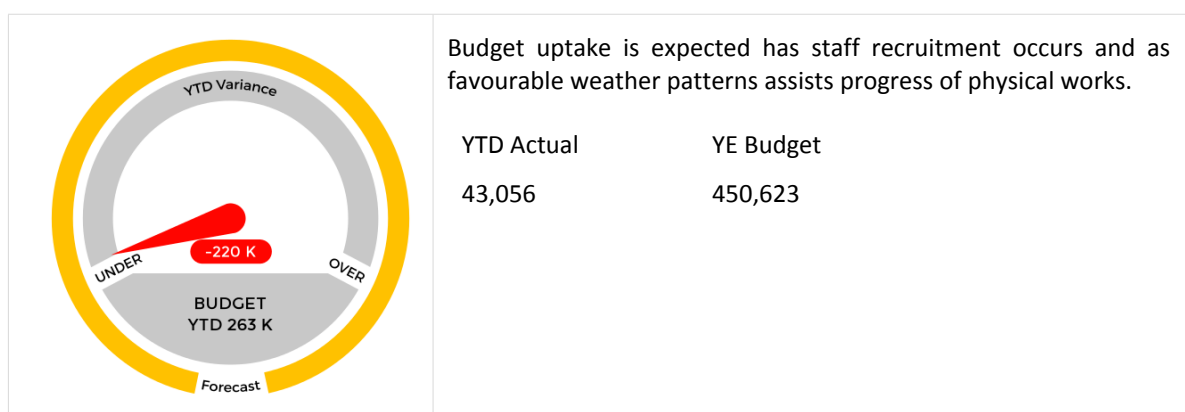 YTD Variance
-220 K
UNDER
OVER
BUDGET
YTD 263 K
Forecast
Budget uptake is expected has staff recruitment occurs and as
favourable weather patterns assists progress of physical works.
YTD Actual YE Budget
43,056 450,623